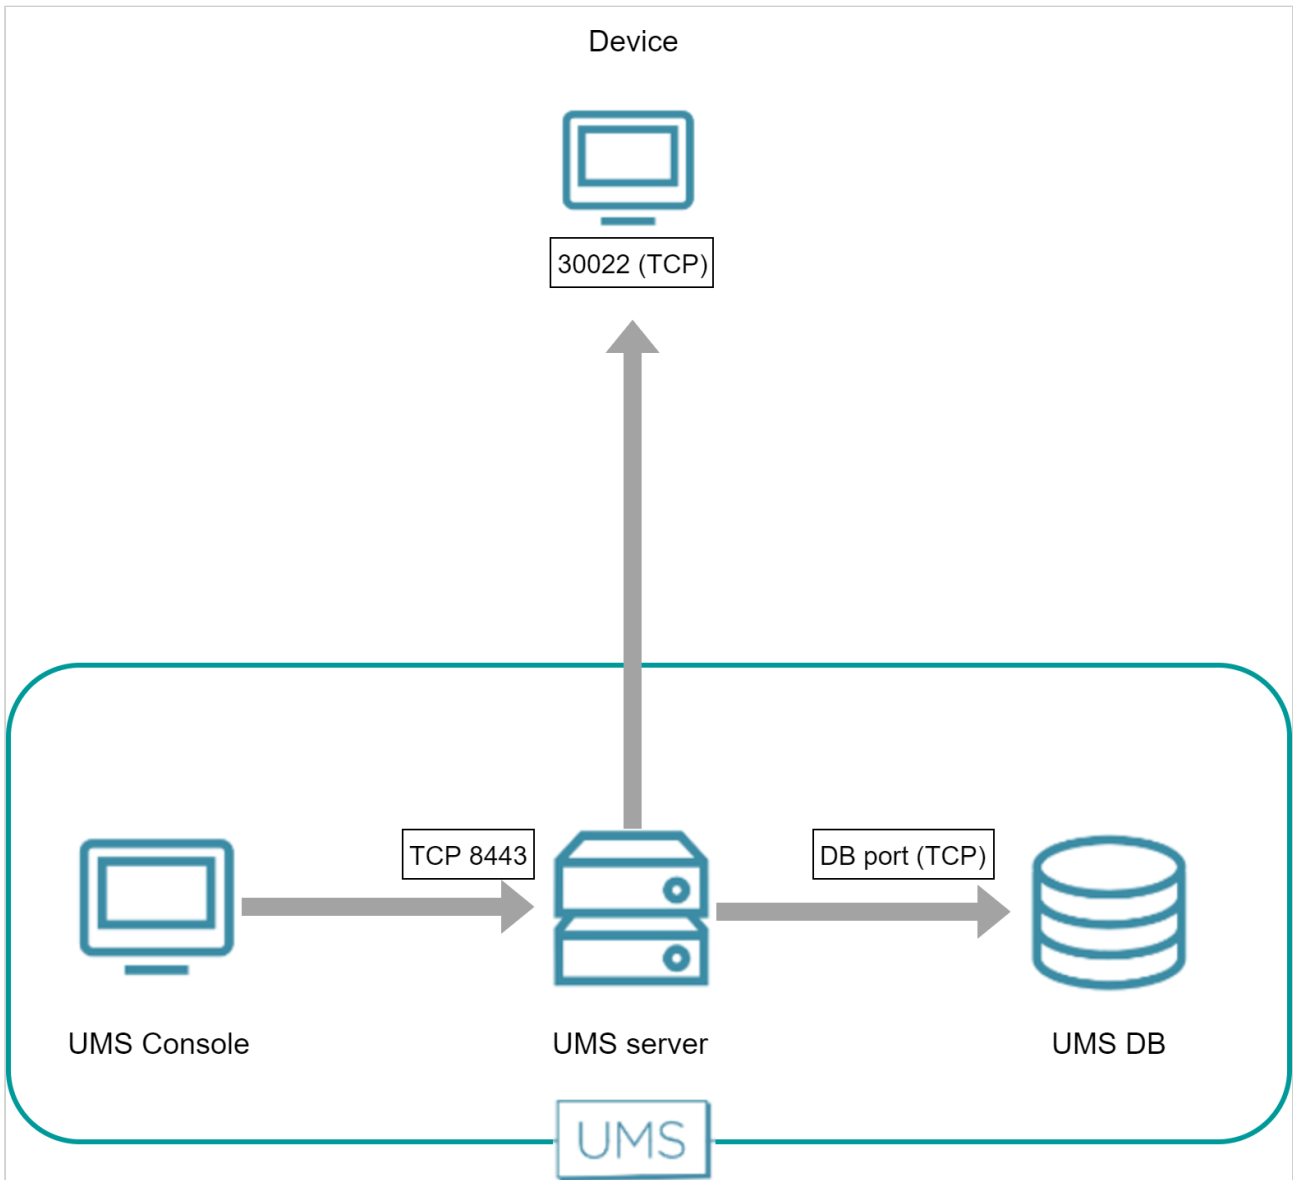 Device
30022 (TCP)
TCP 8443
DB port (TCP)
UMS Console
UMS server
UMS DB
UMS